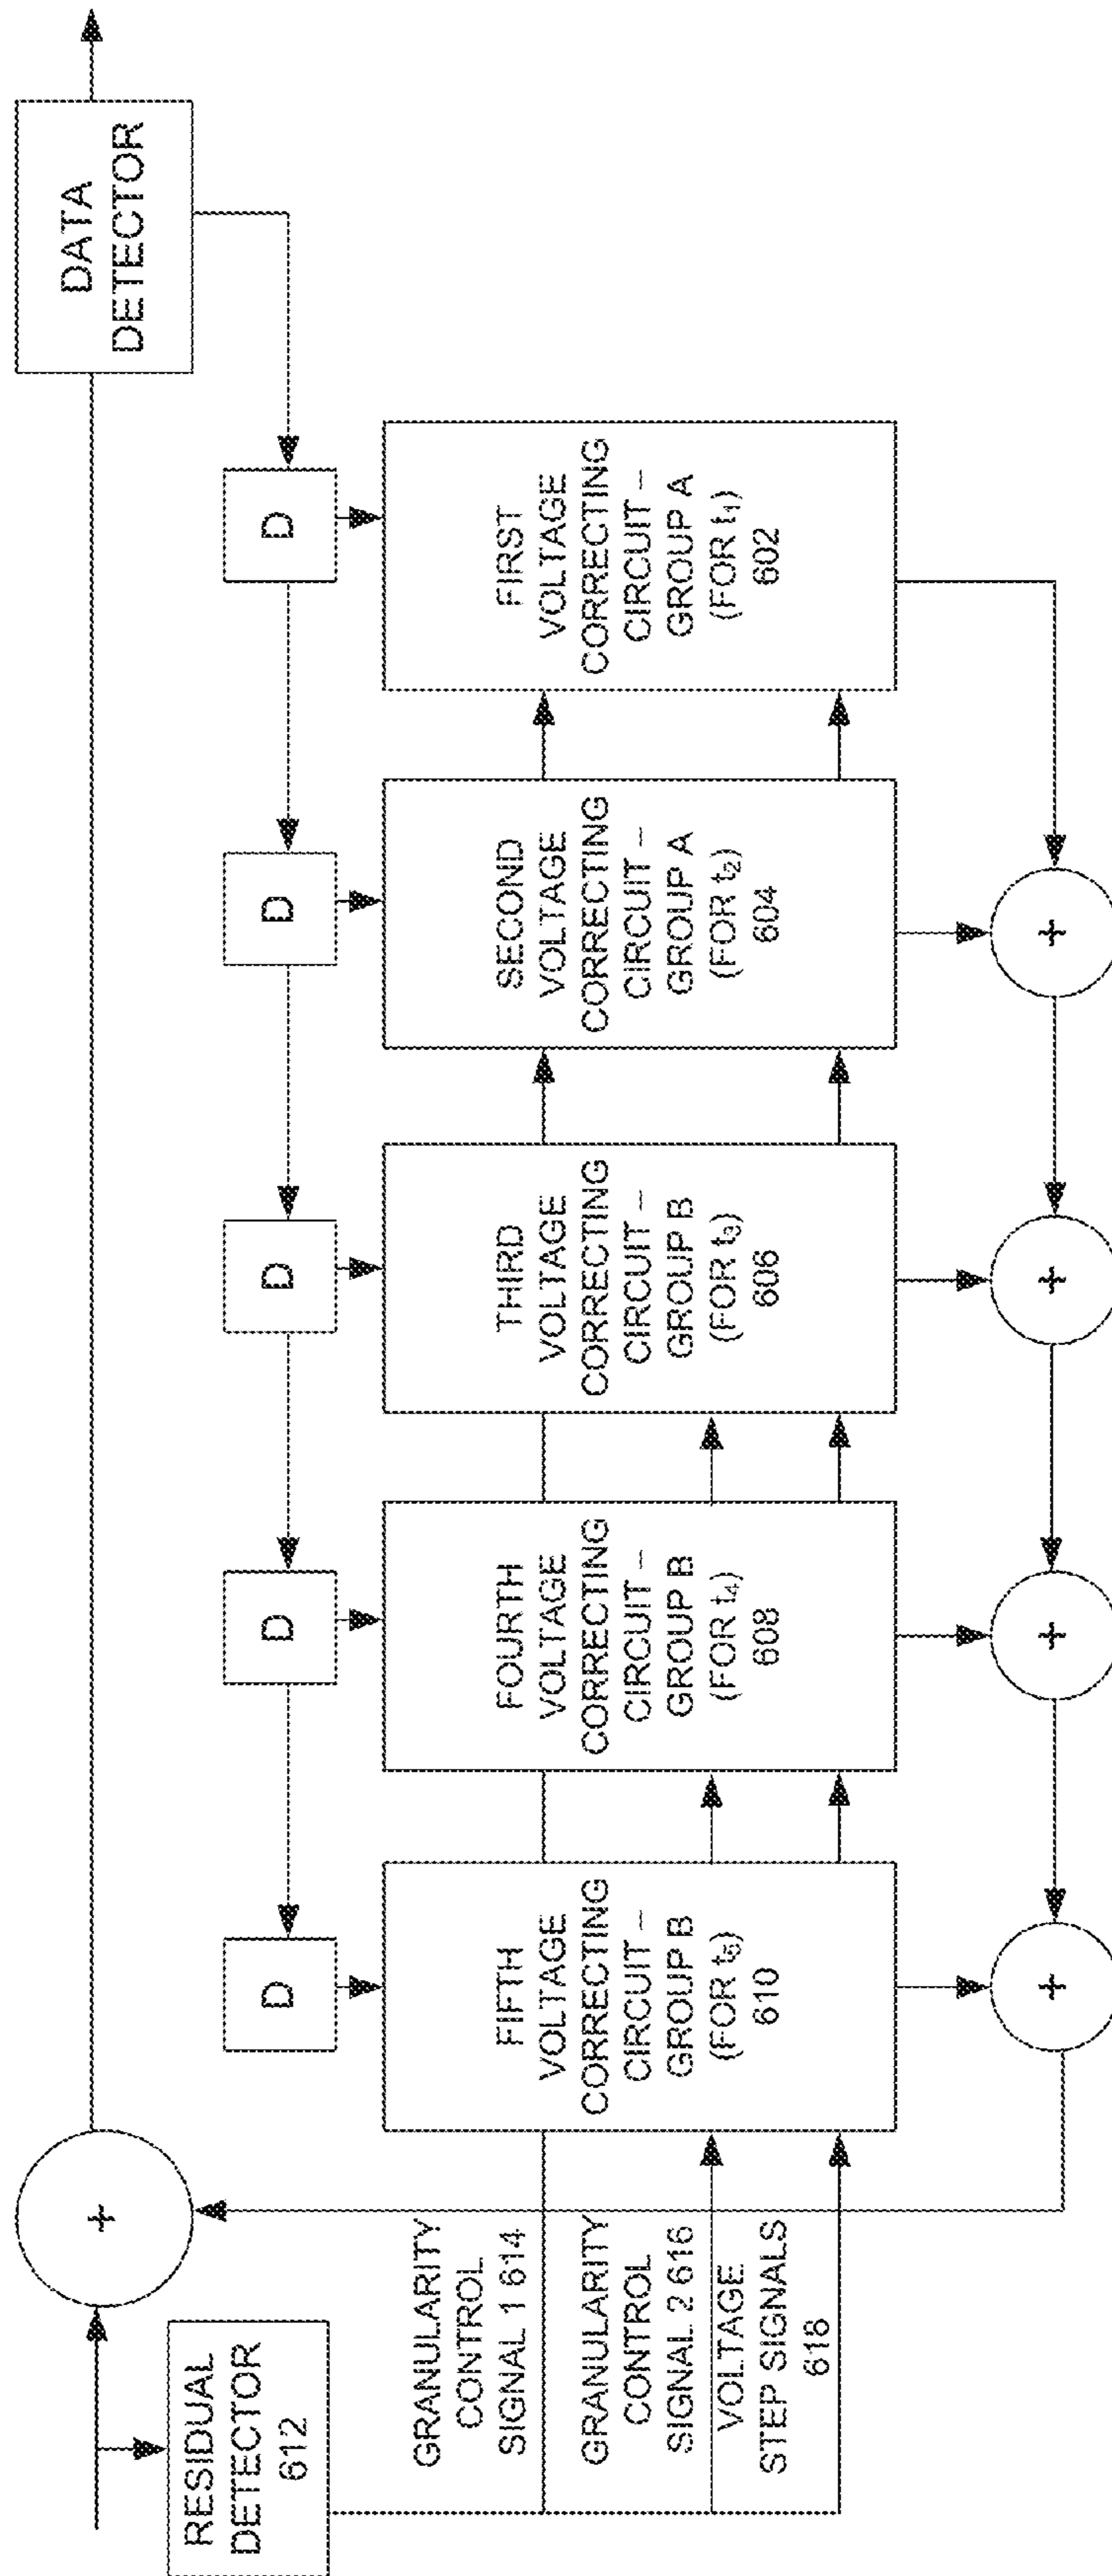 DATA
DETECTOR
D
D
D
D
D
FIFTH
VOLTAGE
CORRECTING
CIRCUIT –
GROUP B
(FOR t₅)
610
FOURTH
VOLTAGE
CORRECTING
CIRCUIT –
GROUP B
(FOR t₄)
608
THIRD
VOLTAGE
CORRECTING
CIRCUIT –
GROUP B
(FOR t₃)
606
SECOND
VOLTAGE
CORRECTING
CIRCUIT –
GROUP A
(FOR t₂)
604
FIRST
VOLTAGE
CORRECTING
CIRCUIT –
GROUP A
(FOR t₁)
602
+
RESIDUAL
DETECTOR
612
GRANULARITY
CONTROL
SIGNAL 1 614
GRANULARITY
CONTROL
SIGNAL 2 616
VOLTAGE
STEP SIGNALS
618
+
+
+
+